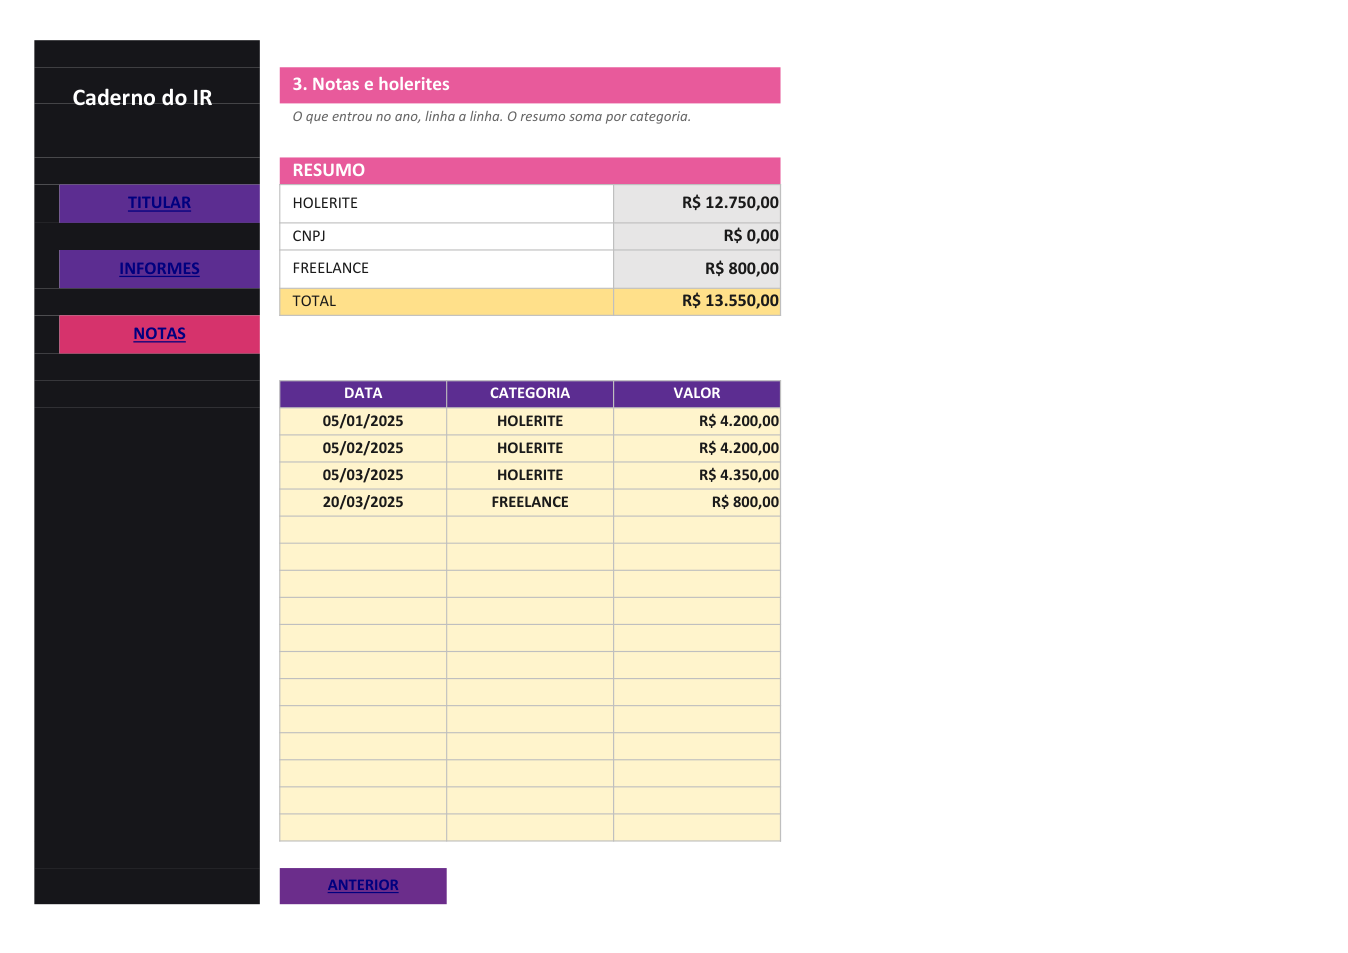 Caderno do IR
TITULAR
INFORMES
NOTAS
3. Notas e holerites
O que entrou no ano, linha a linha. O resumo soma por categoria.
RESUMO
HOLERITE R$ 12.750,00
CNPJ R$ 0,00
FREELANCE R$ 800,00
TOTAL R$ 13.550,00
DATA CATEGORIA VALOR
05/01/2025 HOLERITE R$ 4.200,00
05/02/2025 HOLERITE R$ 4.200,00
05/03/2025 HOLERITE R$ 4.350,00
20/03/2025 FREELANCE R$ 800,00
ANTERIOR